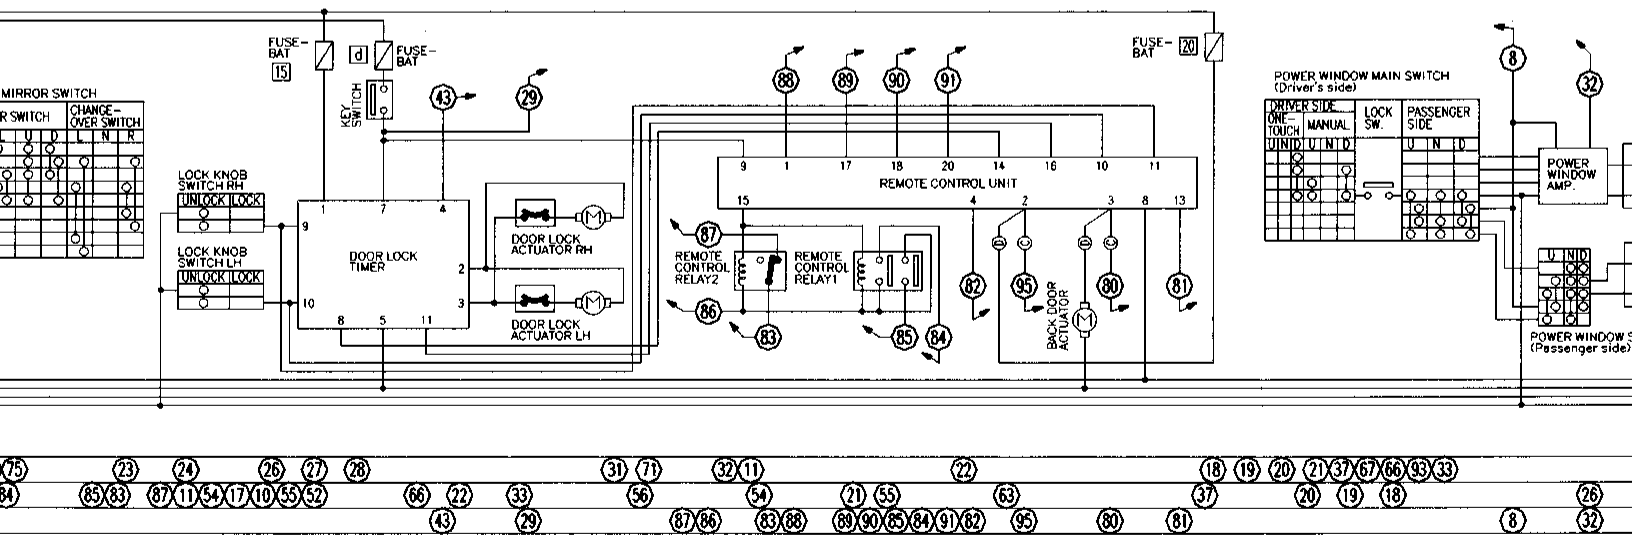 FUSE-
BAT
15
d
FUSE-
BAT
KEY
SWITCH
43
29
88
89
90
91
FUSE-
BAT
20
8
32
MIRROR SWITCH
R SWITCH
CHANGE-
OVER SWITCH
L U D L N R
POWER WINDOW MAIN SWITCH
(Driver's side)
DRIVER SIDE
ONE-
TOUCH
MANUAL
LOCK
SW.
PASSENGER
SIDE
U N D U N D
U N D
POWER
WINDOW
AMP.
9 1 17 18 20 14 16 10 11
REMOTE CONTROL UNIT
15 4 2 3 8 13
LOCK KNOB
SWITCH RH
UNLOCK LOCK
LOCK KNOB
SWITCH LH
UNLOCK LOCK
1 7 4
9
DOOR LOCK
TIMER
2
10
3
8 5 11
M
DOOR LOCK
ACTUATOR RH
M
DOOR LOCK
ACTUATOR LH
87
REMOTE
CONTROL
RELAY2
REMOTE
CONTROL
RELAY1
86
83
85
84
D C D C
82
95
80
81
BACK DOOR
ACTUATOR
M
U N D
POWER WINDOW S
(Passenger side)
75 23 24 26 27 28 31 71 32 11 22 18 19 20 21 37 67 66 93 33
84 85 83 87 11 54 17 10 55 52 66 22 33 56 54 21 55 63 37 20 19 18 26
43 29 87 86 83 88 89 90 85 84 91 82 95 80 81 8 32